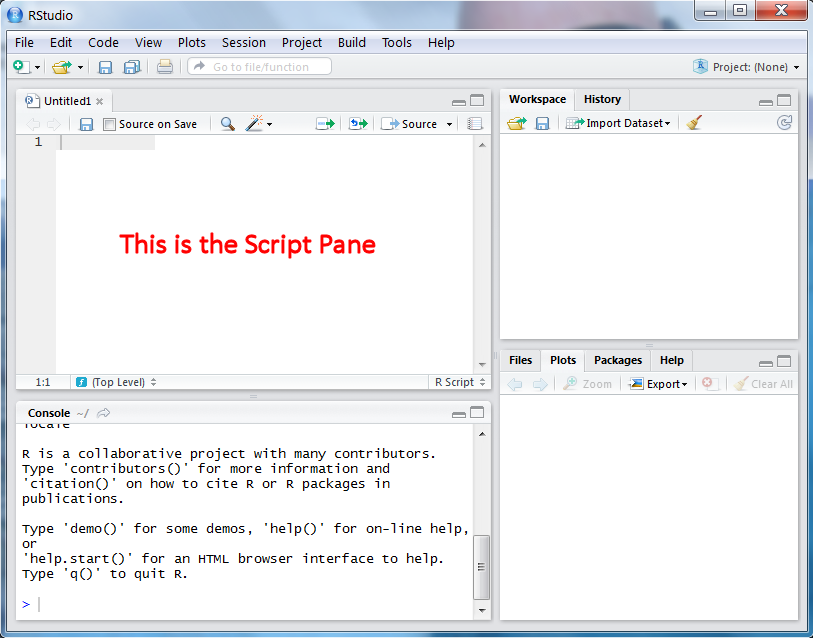 RStudio
File Edit Code View Plots Session Project Build Tools Help
Go to file/function
Project: (None)
Untitled1
Source on Save
Source
1
This is the Script Pane
1:1
(Top Level)
R Script
Console ~/
locale
R is a collaborative project with many contributors.
Type 'contributors()' for more information and
'citation()' on how to cite R or R packages in
publications.
Type 'demo()' for some demos, 'help()' for on-line help,
or
'help.start()' for an HTML browser interface to help.
Type 'q()' to quit R.
>
Workspace History
Import Dataset
Files Plots Packages Help
Zoom Export Clear All